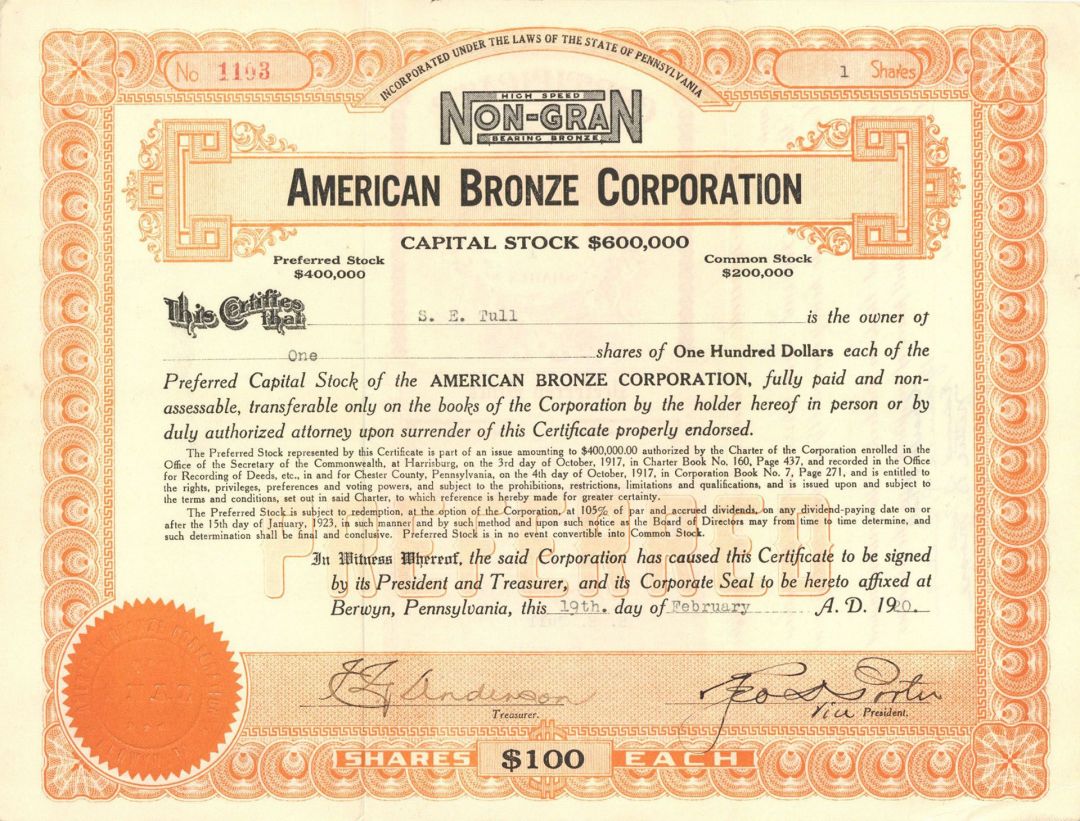 INCORPORATED UNDER THE LAWS OF THE STATE OF PENNSYLVANIA
No 1103
1 Shares
HIGH SPEED
NON-GRAN
BEARING BRONZE
AMERICAN BRONZE CORPORATION
CAPITAL STOCK $600,000
Preferred Stock
$400,000
Common Stock
$200,000
This Certifies that S. E. Tull is the owner of
One shares of One Hundred Dollars each of the
Preferred Capital Stock of the AMERICAN BRONZE CORPORATION, fully paid and non-
assessable, transferable only on the books of the Corporation by the holder hereof in person or by
duly authorized attorney upon surrender of this Certificate properly endorsed.
The Preferred Stock represented by this Certificate is part of an issue amounting to $400,000.00 authorized by the Charter of the Corporation enrolled in the
Office of the Secretary of the Commonwealth, at Harrisburg, on the 3rd day of October, 1917, in Charter Book No. 160, Page 437, and recorded in the Office
for Recording of Deeds, etc., in and for Chester County, Pennsylvania, on the 4th day of October, 1917, in Corporation Book No. 7, Page 271, and is entitled to
the rights, privileges, preferences and voting powers, and subject to the prohibitions, restrictions, limitations and qualifications, and is issued upon and subject to
the terms and conditions, set out in said Charter, to which reference is hereby made for greater certainty.
The Preferred Stock is subject to redemption, at the option of the Corporation, at 105% of par and accrued dividends, on any dividend-paying date on or
after the 15th day of January, 1923, in such manner and by such method and upon such notice as the Board of Directors may from time to time determine, and
such determination shall be final and conclusive. Preferred Stock is in no event convertible into Common Stock.
PREFERRED
In Witness Whereof, the said Corporation has caused this Certificate to be signed
by its President and Treasurer, and its Corporate Seal to be hereto affixed at
Berwyn, Pennsylvania, this 19th. day of February A. D. 1920.
Anderson
Treasurer.
Porter
Vice President.
SHARES $100 EACH